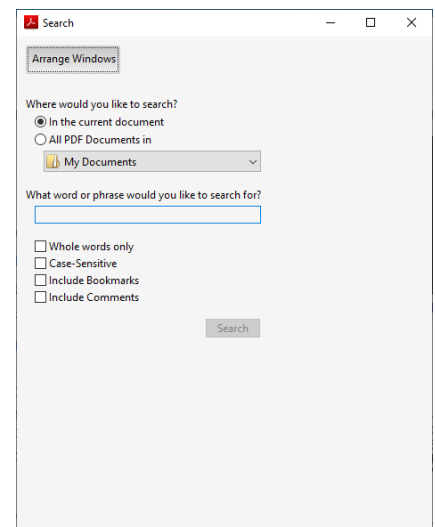 Search
Arrange Windows
Where would you like to search?
In the current document
All PDF Documents in
My Documents
What word or phrase would you like to search for?
Whole words only
Case-Sensitive
Include Bookmarks
Include Comments
Search